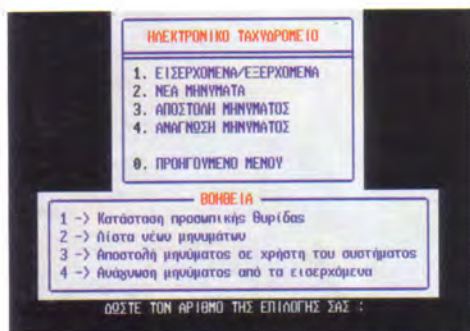 ΗΛΕΚΤΡΟΝΙΚΟ ΤΑΧΥΔΡΟΜΕΙΟ
1. ΕΙΣΕΡΧΟΜΕΝΑ/ΕΞΕΡΧΟΜΕΝΑ
2. ΝΕΑ ΜΗΝΥΜΑΤΑ
3. ΑΠΟΣΤΟΛΗ ΜΗΝΥΜΑΤΟΣ
4. ΑΝΑΓΝΩΣΗ ΜΗΝΥΜΑΤΟΣ
0. ΠΡΟΗΓΟΥΜΕΝΟ ΜΕΝΟΥ
ΒΟΗΘΕΙΑ
1 -> Κατάσταση προσωπικής θυρίδας
2 -> Λίστα νέων μηνυμάτων
3 -> Αποστολή μηνύματος σε χρήστη του συστήματος
4 -> Ανάγνωση μηνύματος από τα εισερχόμενα
ΔΩΣΤΕ ΤΟΝ ΑΡΙΘΜΟ ΤΗΣ ΕΠΙΛΟΓΗΣ ΣΑΣ :